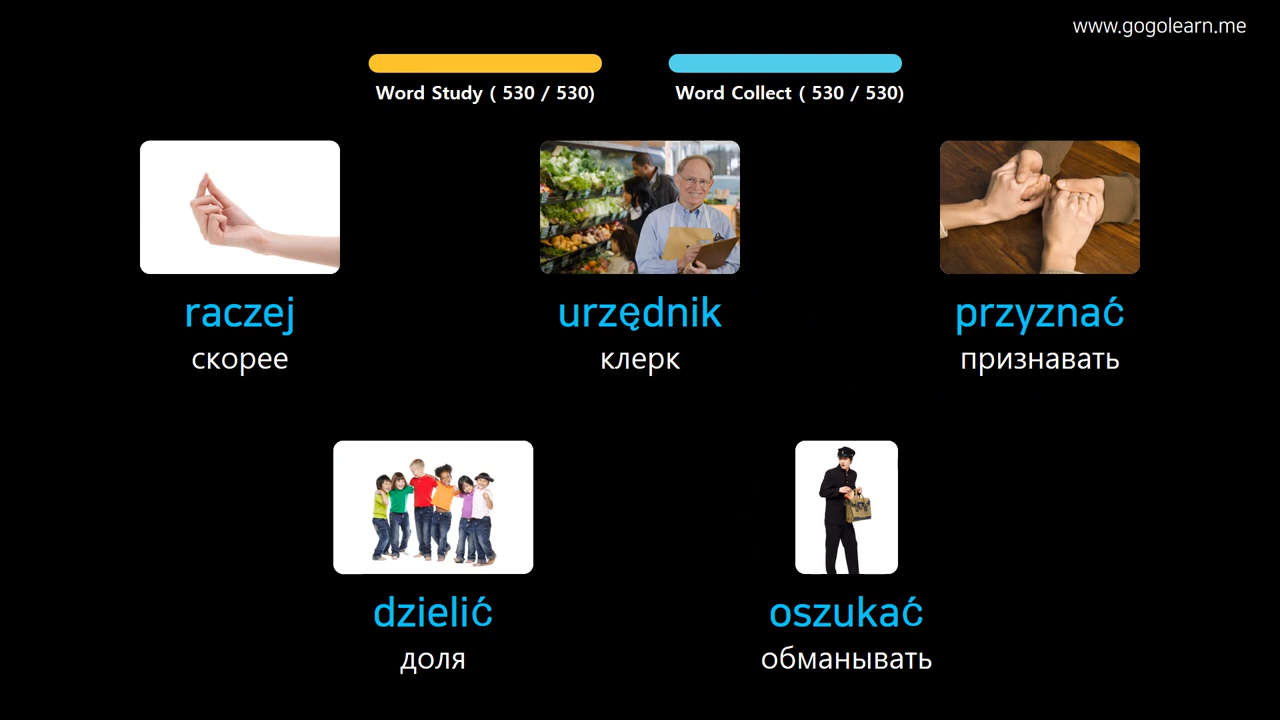 www.gogolearn.me
Word Study ( 530 / 530)
Word Collect ( 530 / 530)
raczej
скорее
urzędnik
клерк
przyznać
признавать
dzielić
доля
oszukać
обманывать